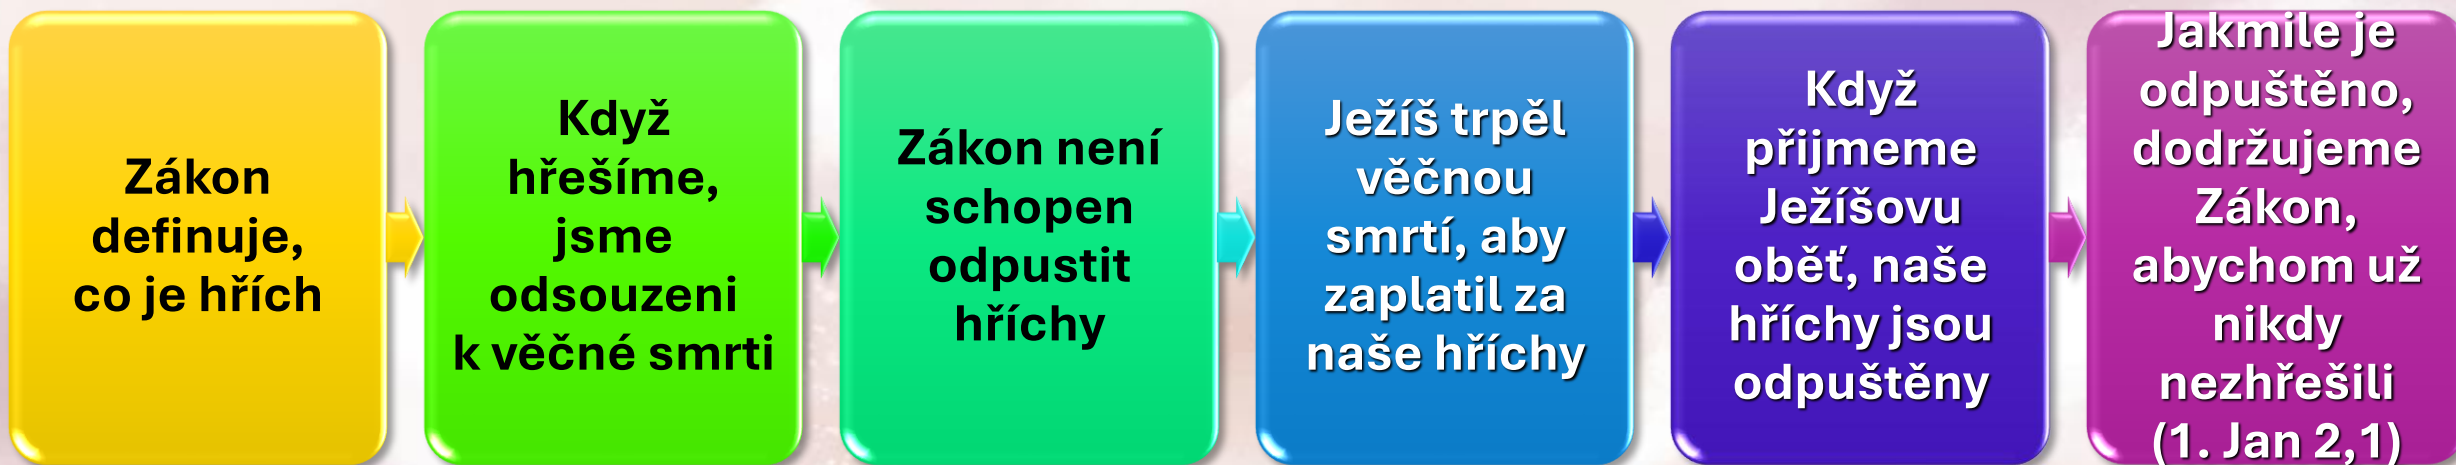 Zákon
definuje,
co je hřích
Když
hřešíme,
jsme
odsouzeni
k věčné smrti
Zákon není
schopen
odpustit
hříchy
Ježíš trpěl
věčnou
smrtí, aby
zaplatil za
naše hříchy
Když
přijmeme
Ježíšovu
oběť, naše
hříchy jsou
odpuštěny
Jakmile je
odpuštěno,
dodržujeme
Zákon,
abychom už
nikdy
nezhřešili
(1. Jan 2,1)